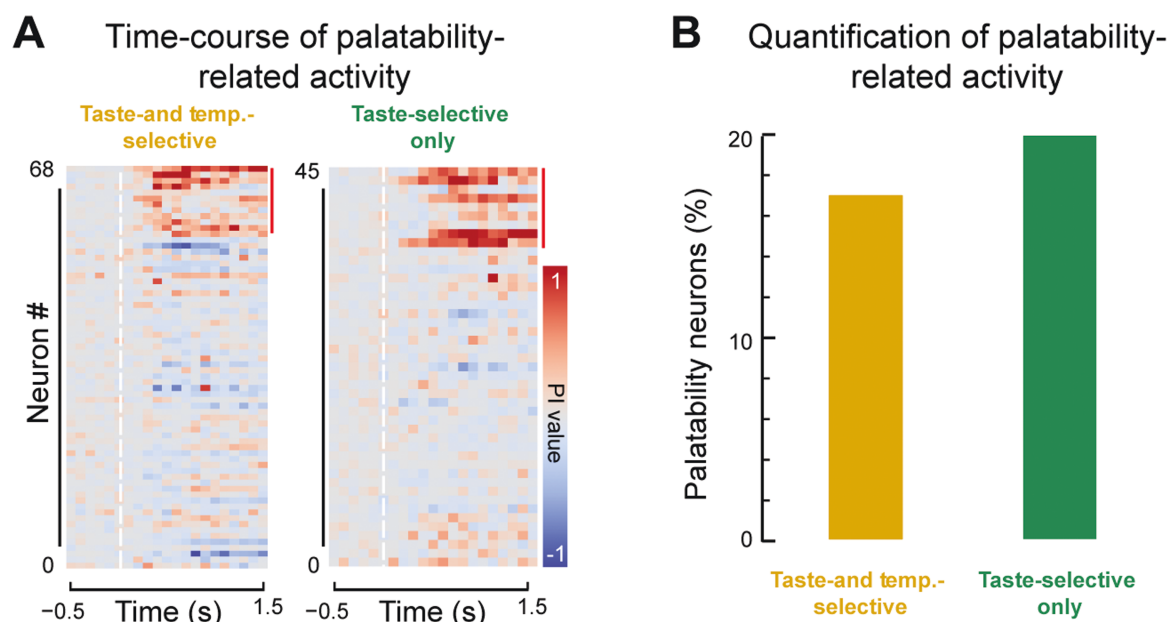 A
Time-course of palatability-
related activity
Taste-and temp.-
selective
Taste-selective
only
68
45
Neuron #
0
0
1
PI value
-1
−0.5
Time (s)
1.5
−0.5
Time (s)
1.5
B
Quantification of palatability-
related activity
Palatability neurons (%)
20
10
0
Taste-and temp.-
selective
Taste-selective
only